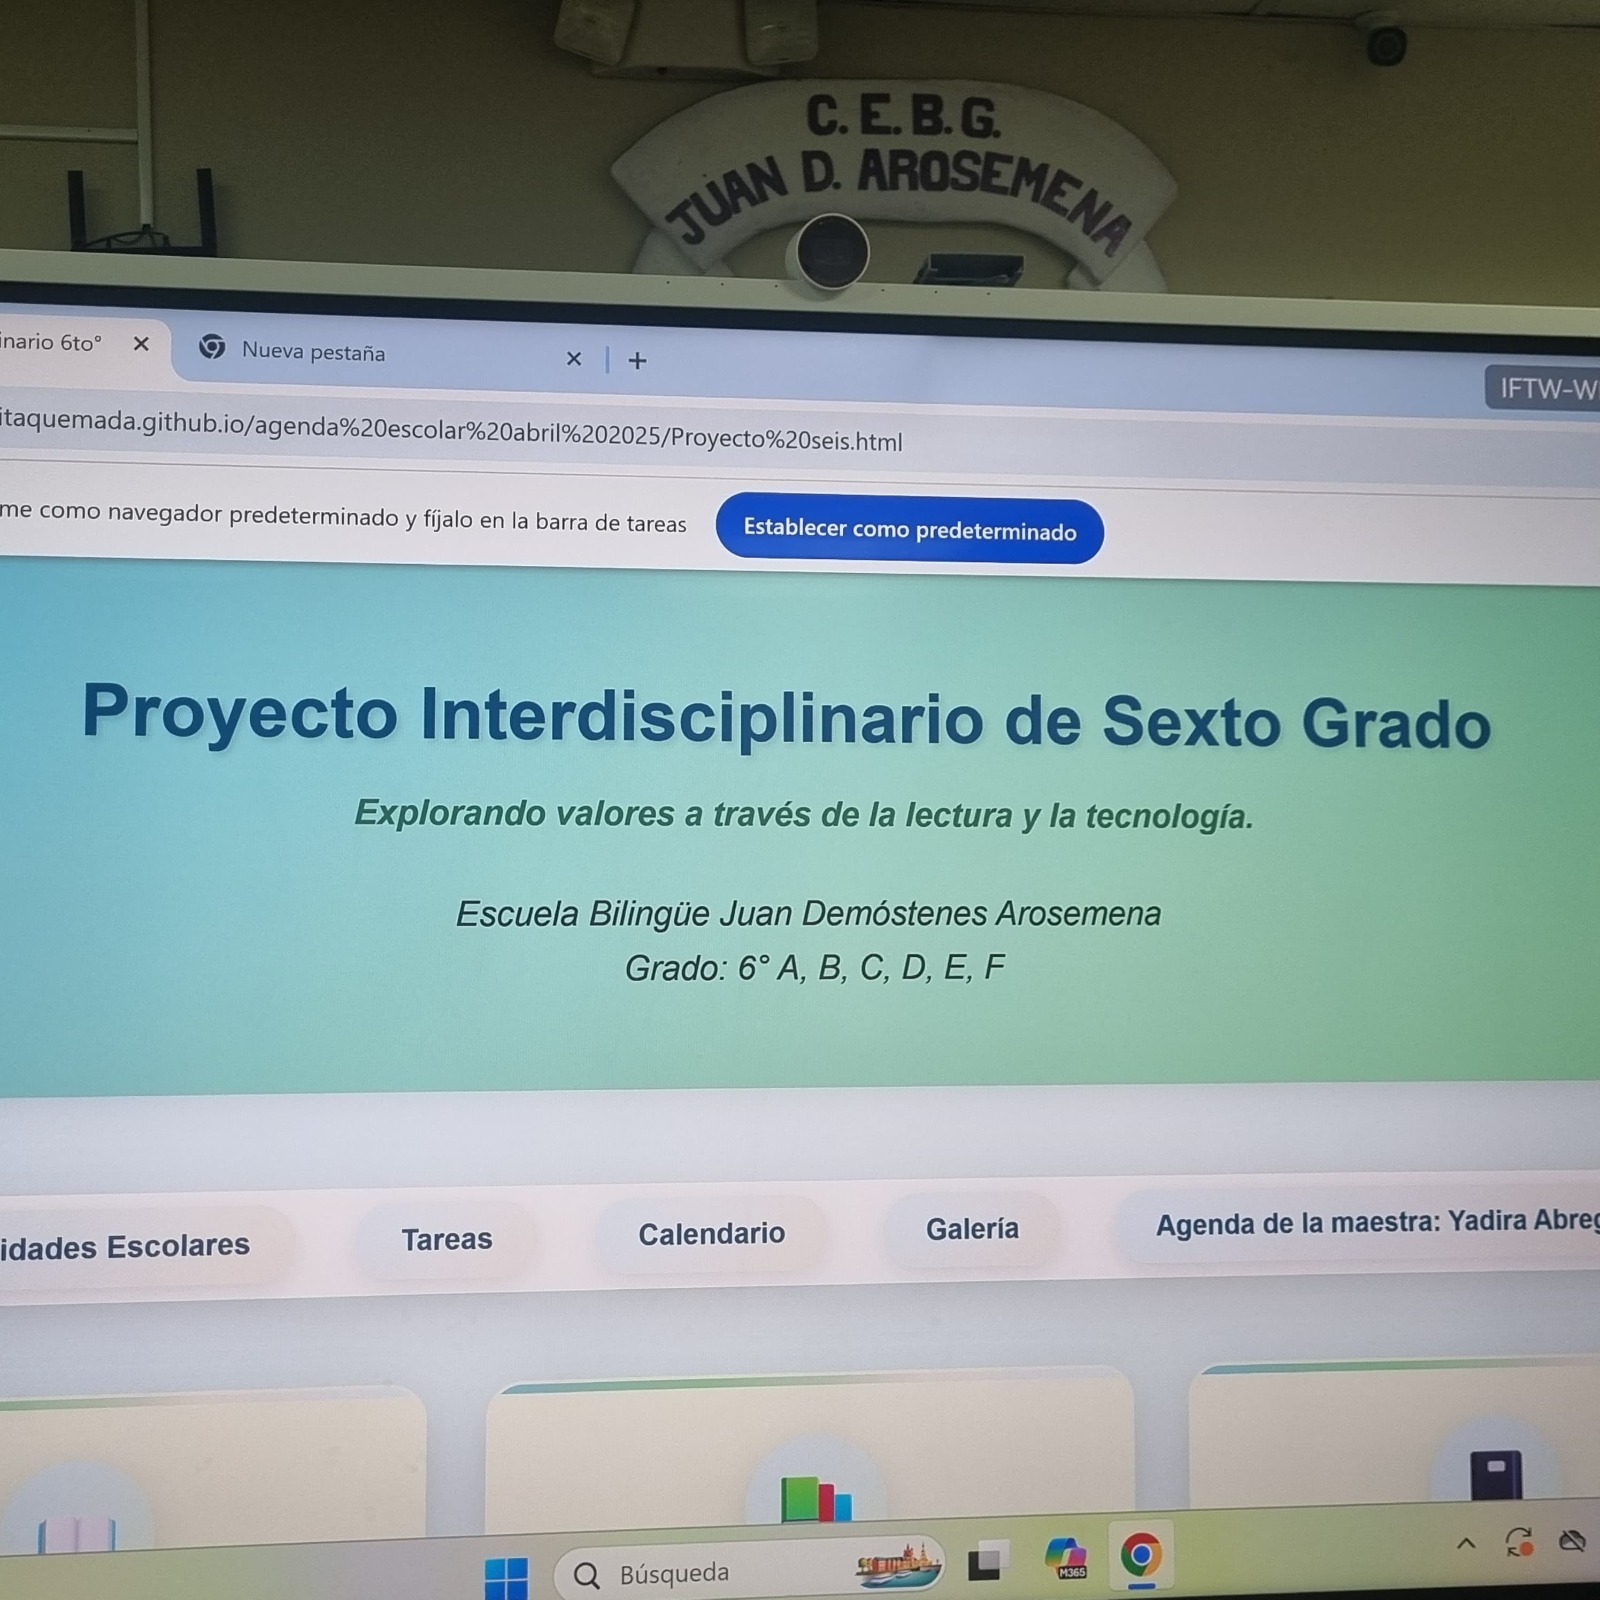 C. E. B. G.
JUAN D. AROSEMENA
6to°
Nueva pestaña
IFTW-W
itaquemada.github.io/agenda%20escolar%20abril%202025/Proyecto%20seis.html
como navegador predeterminado y fíjalo en la barra de tareas
Establecer como predeterminado
Proyecto Interdisciplinario de Sexto Grado
Explorando valores a través de la lectura y la tecnología.
Escuela Bilingüe Juan Demóstenes Arosemena
Grado: 6° A, B, C, D, E, F
idades Escolares
Tareas
Calendario
Galería
Agenda de la maestra: Yadira Abreg
Búsqueda
M365